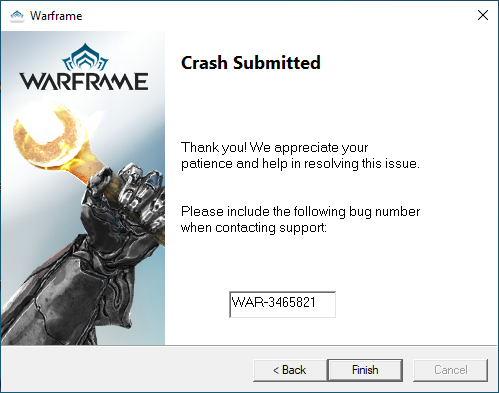 Warframe
WARFRAME
Crash Submitted
Thank you! We appreciate your
patience and help in resolving this issue.
Please include the following bug number
when contacting support:
WAR-3465821
< Back
Finish
Cancel